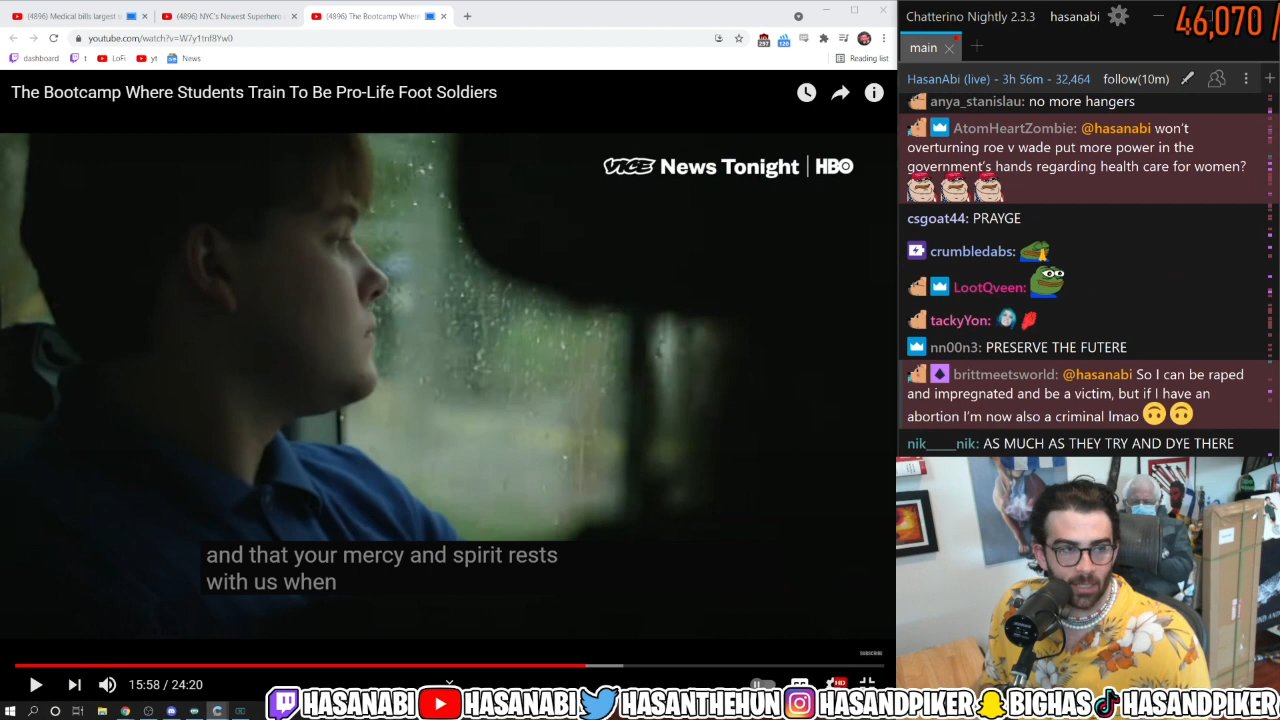 (4896) Medical bills largest s
(4896) NYC's Newest Superhero
(4896) The Bootcamp Where
youtube.com/watch?v=W7y1tnf8Yw0
dashboard
t
LoFi
yt
News
Reading list
The Bootcamp Where Students Train To Be Pro-Life Foot Soldiers
VICE News Tonight | HBO
and that your mercy and spirit rests
with us when
SUBSCRIBE
15:58 / 24:20
HD
Chatterino Nightly 2.3.3
hasanabi
46,070 /
main
HasanAbi (live) - 3h 56m - 32,464
follow(10m)
anya_stanislau: no more hangers
AtomHeartZombie: @hasanabi won't
overturning roe v wade put more power in the
government's hands regarding health care for women?
csgoat44: PRAYGE
crumbledabs:
LootQveen:
tackyYon:
nn00n3: PRESERVE THE FUTERE
brittmeetsworld: @hasanabi So I can be raped
and impregnated and be a victim, but if I have an
abortion I'm now also a criminal lmao
nik_____nik: AS MUCH AS THEY TRY AND DYE THERE
HASANABI
HASANABI
HASANTHEHUN
HASANDPIKER
BIGHAS
HASANDPIKER